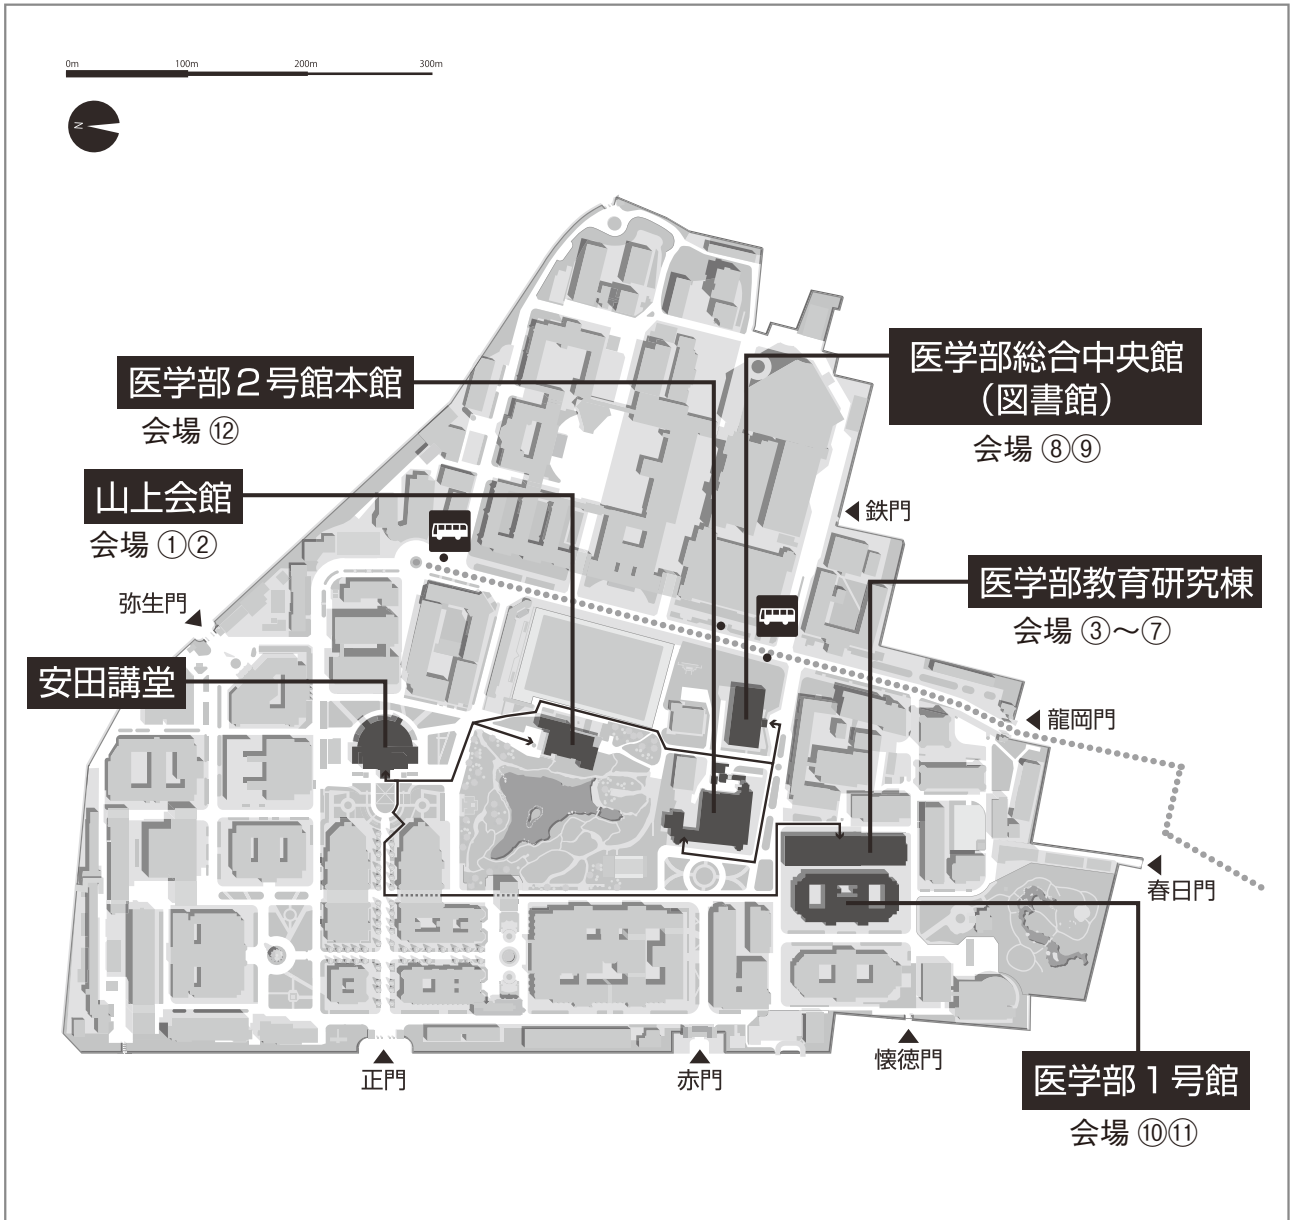 0m 100m 200m 300m
N
医学部総合中央館
（図書館）
会場 ⑧⑨
医学部２号館本館
会場 ⑫
山上会館
会場 ①②
鉄門
医学部教育研究棟
会場 ③～⑦
弥生門
安田講堂
龍岡門
春日門
正門
赤門
懐徳門
医学部１号館
会場 ⑩⑪